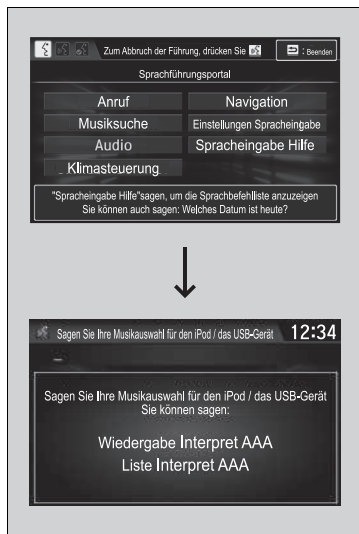 Zum Abbruch der Führung, drücken Sie
: Beenden
Sprachführungsportal
Anruf
Navigation
Musiksuche
Einstellungen Spracheingabe
Audio
Spracheingabe Hilfe
Klimasteuerung
"Spracheingabe Hilfe"sagen, um die Sprachbefehlliste anzuzeigen
Sie können auch sagen: Welches Datum ist heute?
Sagen Sie Ihre Musikauswahl für den iPod / das USB-Gerät 12:34
Sagen Sie Ihre Musikauswahl für den iPod / das USB-Gerät
Sie können sagen:
Wiedergabe Interpret AAA
Liste Interpret AAA